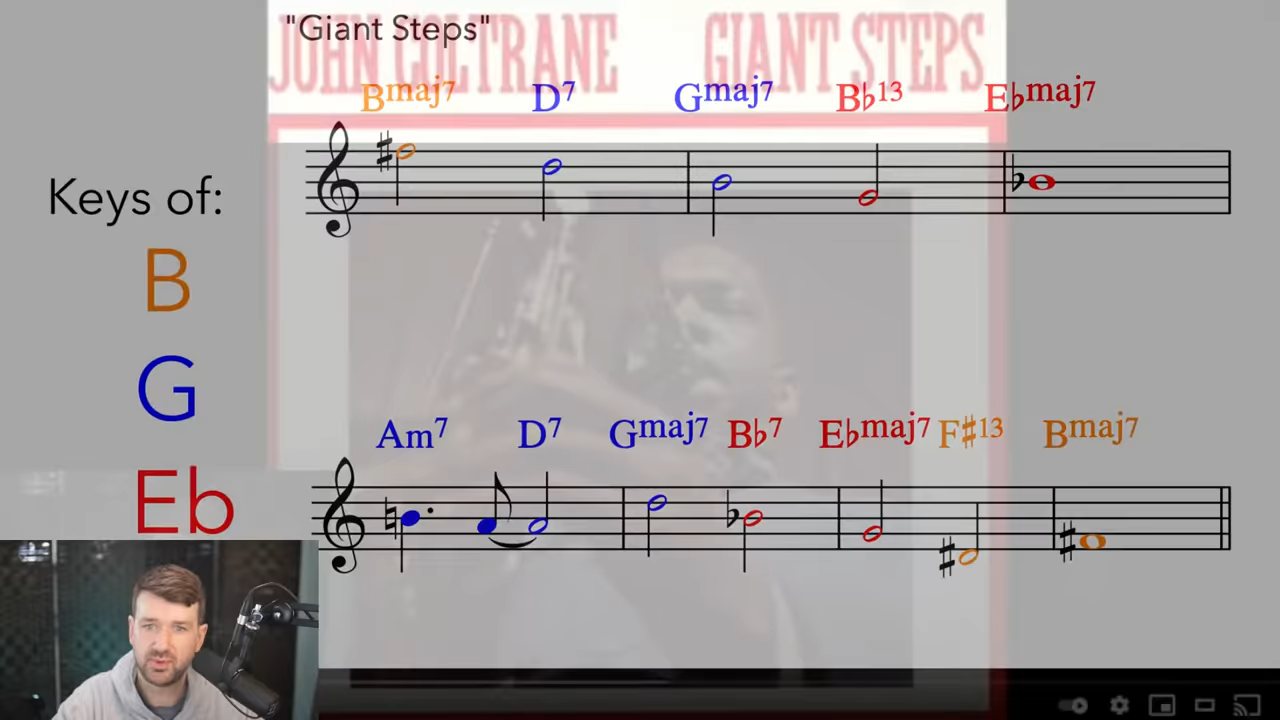 "Giant Steps"
JOHN COLTRANE GIANT STEPS
Bmaj7 D7 Gmaj7 B♭13 E♭maj7
Keys of:
B
G
Eb
Am7 D7 Gmaj7 B♭7 E♭maj7 F♯13 Bmaj7